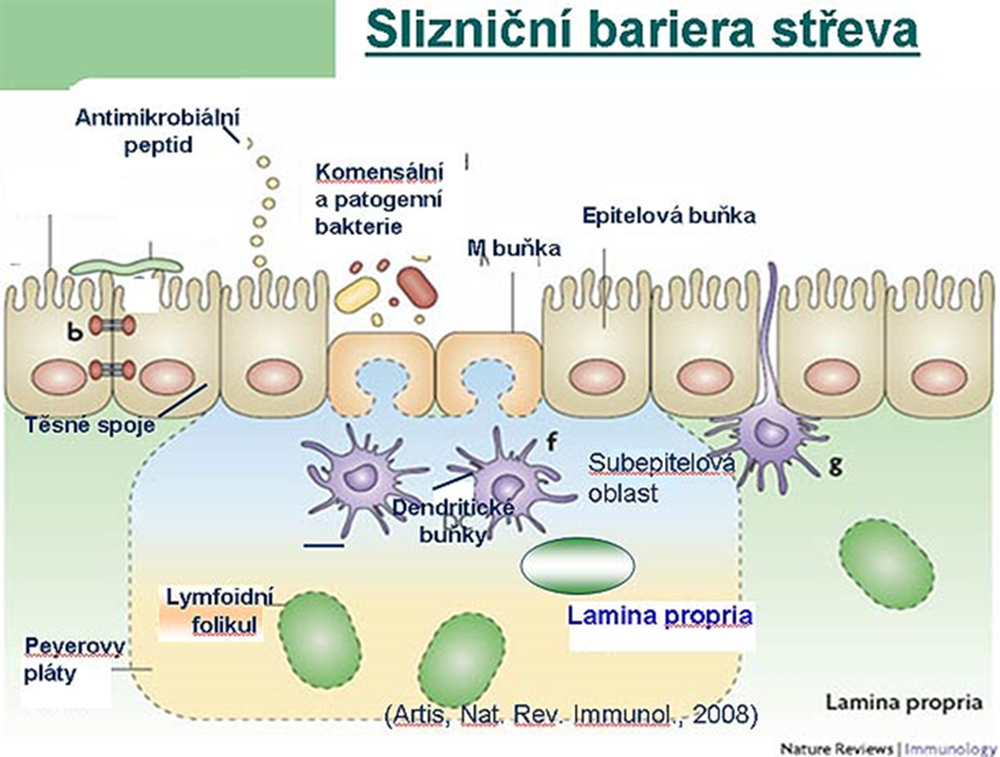 Slizniční bariera střeva
Antimikrobiální
peptid
Komensální
a patogenní
bakterie
M buňka
Epitelová buňka
b
Těsné spoje
f
g
Subepitelová
oblast
Dendritické
buňky
Lymfoidní
folikul
Lamina propria
Peyerovy
pláty
Lamina propria
(Artis, Nat. Rev. Immunol., 2008)
Nature Reviews | Immunology